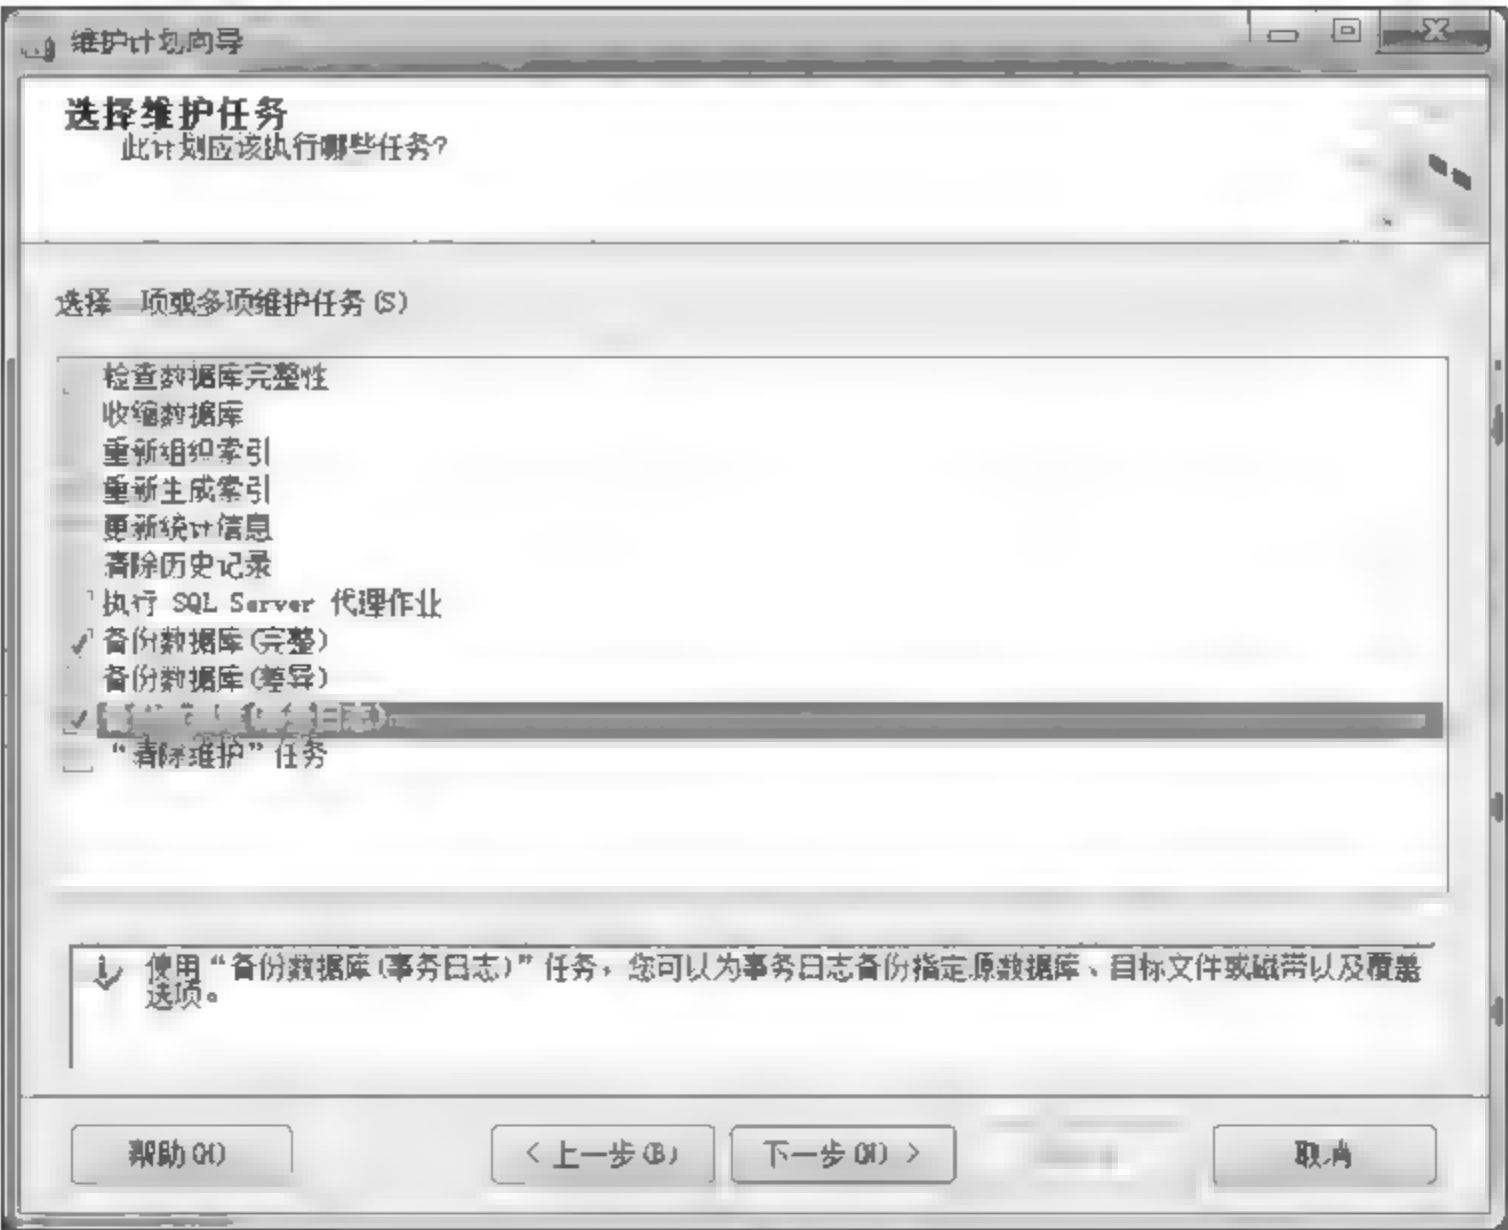 维护计划向导
选择维护任务
此计划应该执行哪些任务?
选择一项或多项维护任务(S)
检查数据库完整性
收缩数据库
重新组织索引
重新生成索引
更新统计信息
清除历史记录
执行 SQL Server 代理作业
备份数据库(完整)
备份数据库(差异)
“清除维护”任务
使用“备份数据库(事务日志)”任务，您可以为事务日志备份指定原数据库、目标文件或磁带以及覆盖
选项。
帮助(H)
< 上一步(B)
下一步(N) >
取消